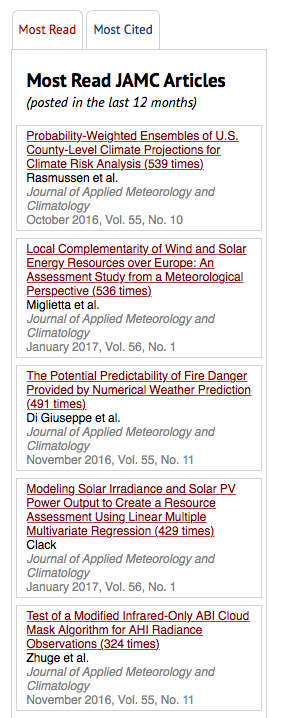 Most Read
Most Cited
Most Read JAMC Articles
(posted in the last 12 months)
Probability-Weighted Ensembles of U.S.
County-Level Climate Projections for
Climate Risk Analysis (539 times)
Rasmussen et al.
Journal of Applied Meteorology and
Climatology
October 2016, Vol. 55, No. 10
Local Complementarity of Wind and Solar
Energy Resources over Europe: An
Assessment Study from a Meteorological
Perspective (536 times)
Miglietta et al.
Journal of Applied Meteorology and
Climatology
January 2017, Vol. 56, No. 1
The Potential Predictability of Fire Danger
Provided by Numerical Weather Prediction
(491 times)
Di Giuseppe et al.
Journal of Applied Meteorology and
Climatology
November 2016, Vol. 55, No. 11
Modeling Solar Irradiance and Solar PV
Power Output to Create a Resource
Assessment Using Linear Multiple
Multivariate Regression (429 times)
Clack
Journal of Applied Meteorology and
Climatology
January 2017, Vol. 56, No. 1
Test of a Modified Infrared-Only ABI Cloud
Mask Algorithm for AHI Radiance
Observations (324 times)
Zhuge et al.
Journal of Applied Meteorology and
Climatology
November 2016, Vol. 55, No. 11